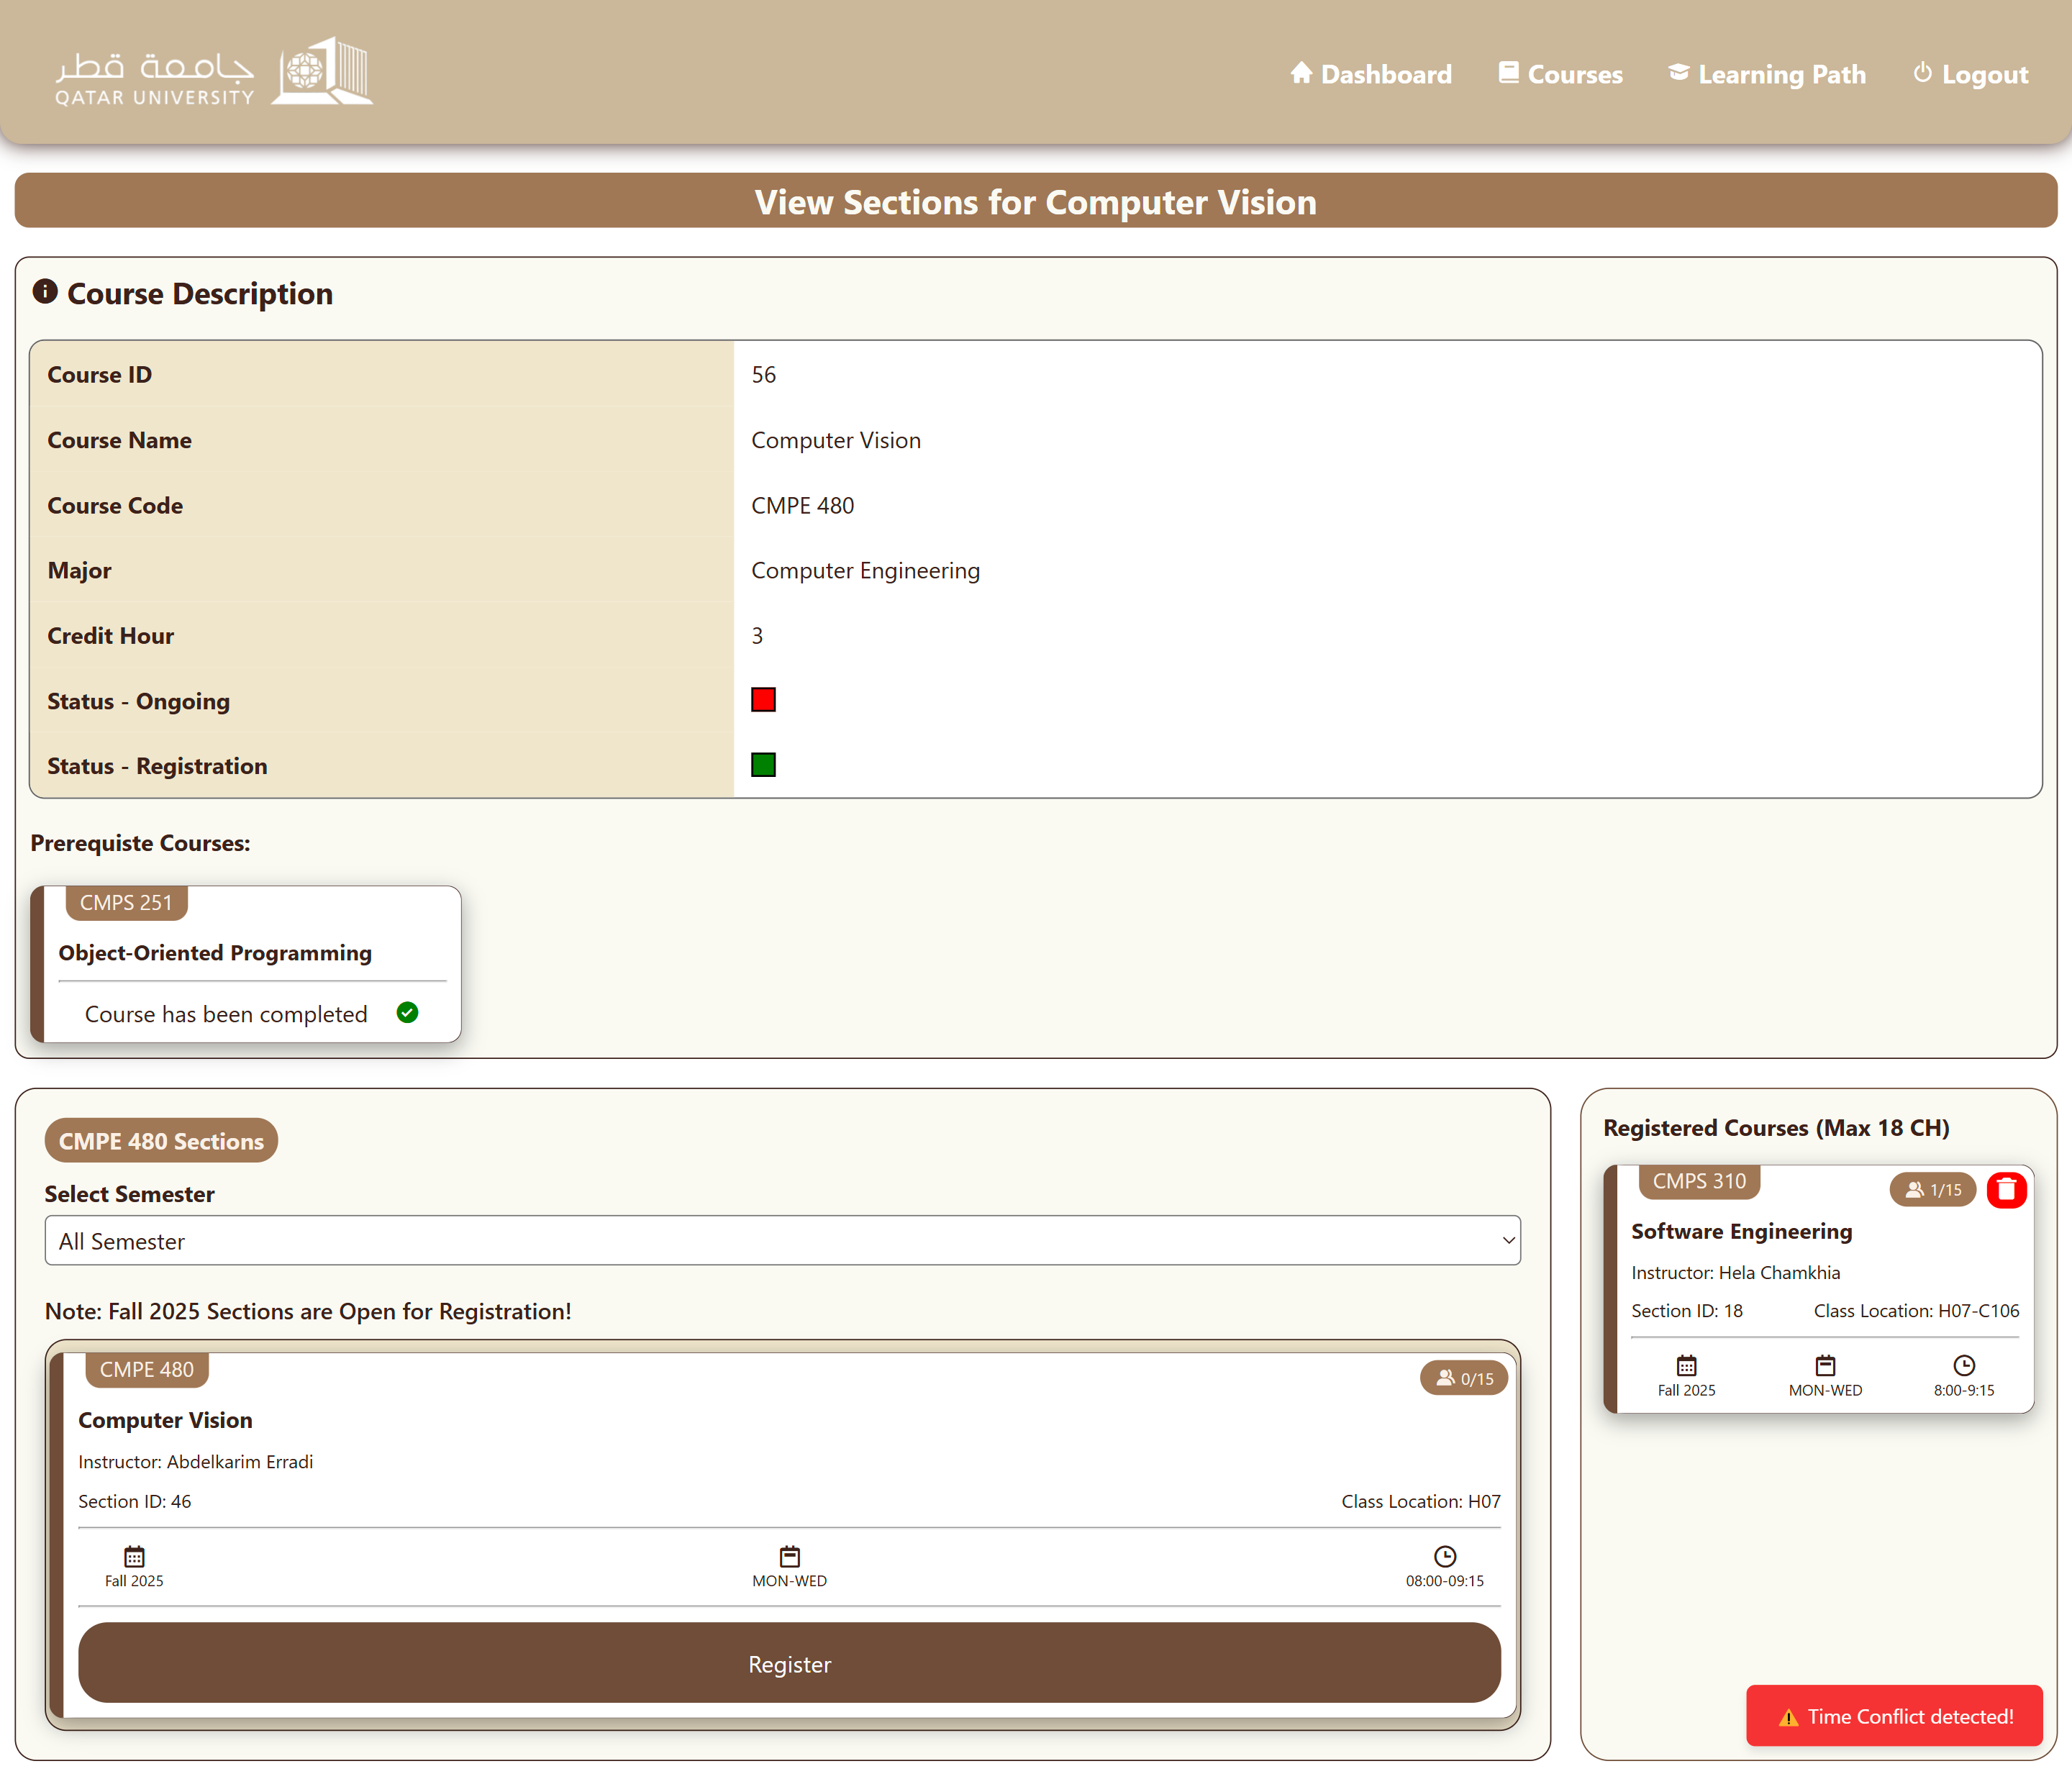 جامعة قطر
QATAR UNIVERSITY
Dashboard
Courses
Learning Path
Logout
View Sections for Computer Vision
Course Description
Course ID 56
Course Name Computer Vision
Course Code CMPE 480
Major Computer Engineering
Credit Hour 3
Status - Ongoing
Status - Registration
Prerequiste Courses:
CMPS 251
Object-Oriented Programming
Course has been completed
CMPE 480 Sections
Select Semester
All Semester
Note: Fall 2025 Sections are Open for Registration!
CMPE 480
0/15
Computer Vision
Instructor: Abdelkarim Erradi
Section ID: 46 Class Location: H07
Fall 2025 MON-WED 08:00-09:15
Register
Registered Courses (Max 18 CH)
CMPS 310
1/15
Software Engineering
Instructor: Hela Chamkhia
Section ID: 18 Class Location: H07-C106
Fall 2025 MON-WED 8:00-9:15
⚠️ Time Conflict detected!